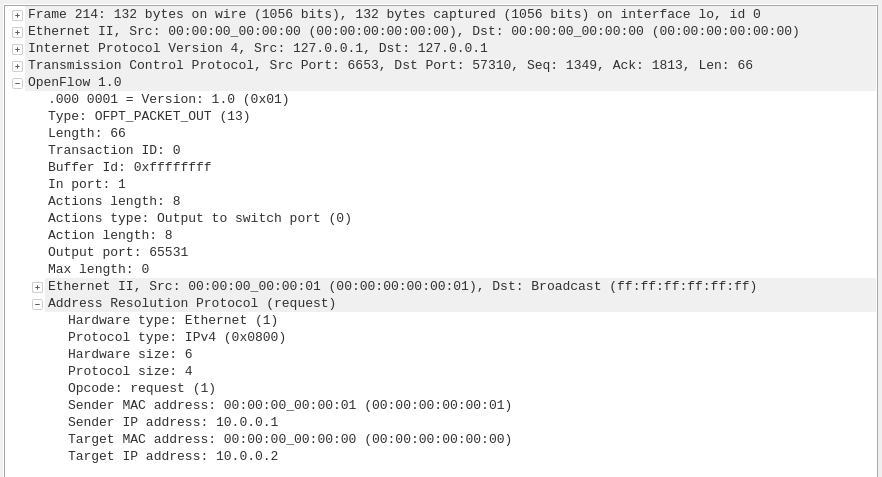 Frame 214: 132 bytes on wire (1056 bits), 132 bytes captured (1056 bits) on interface lo, id 0
Ethernet II, Src: 00:00:00_00:00:00 (00:00:00:00:00:00), Dst: 00:00:00_00:00:00 (00:00:00:00:00:00)
Internet Protocol Version 4, Src: 127.0.0.1, Dst: 127.0.0.1
Transmission Control Protocol, Src Port: 6653, Dst Port: 57310, Seq: 1349, Ack: 1813, Len: 66
OpenFlow 1.0
.000 0001 = Version: 1.0 (0x01)
Type: OFPT_PACKET_OUT (13)
Length: 66
Transaction ID: 0
Buffer Id: 0xffffffff
In port: 1
Actions length: 8
Actions type: Output to switch port (0)
Action length: 8
Output port: 65531
Max length: 0
Ethernet II, Src: 00:00:00_00:00:01 (00:00:00:00:00:01), Dst: Broadcast (ff:ff:ff:ff:ff:ff)
Address Resolution Protocol (request)
Hardware type: Ethernet (1)
Protocol type: IPv4 (0x0800)
Hardware size: 6
Protocol size: 4
Opcode: request (1)
Sender MAC address: 00:00:00_00:00:01 (00:00:00:00:00:01)
Sender IP address: 10.0.0.1
Target MAC address: 00:00:00_00:00:00 (00:00:00:00:00:00)
Target IP address: 10.0.0.2